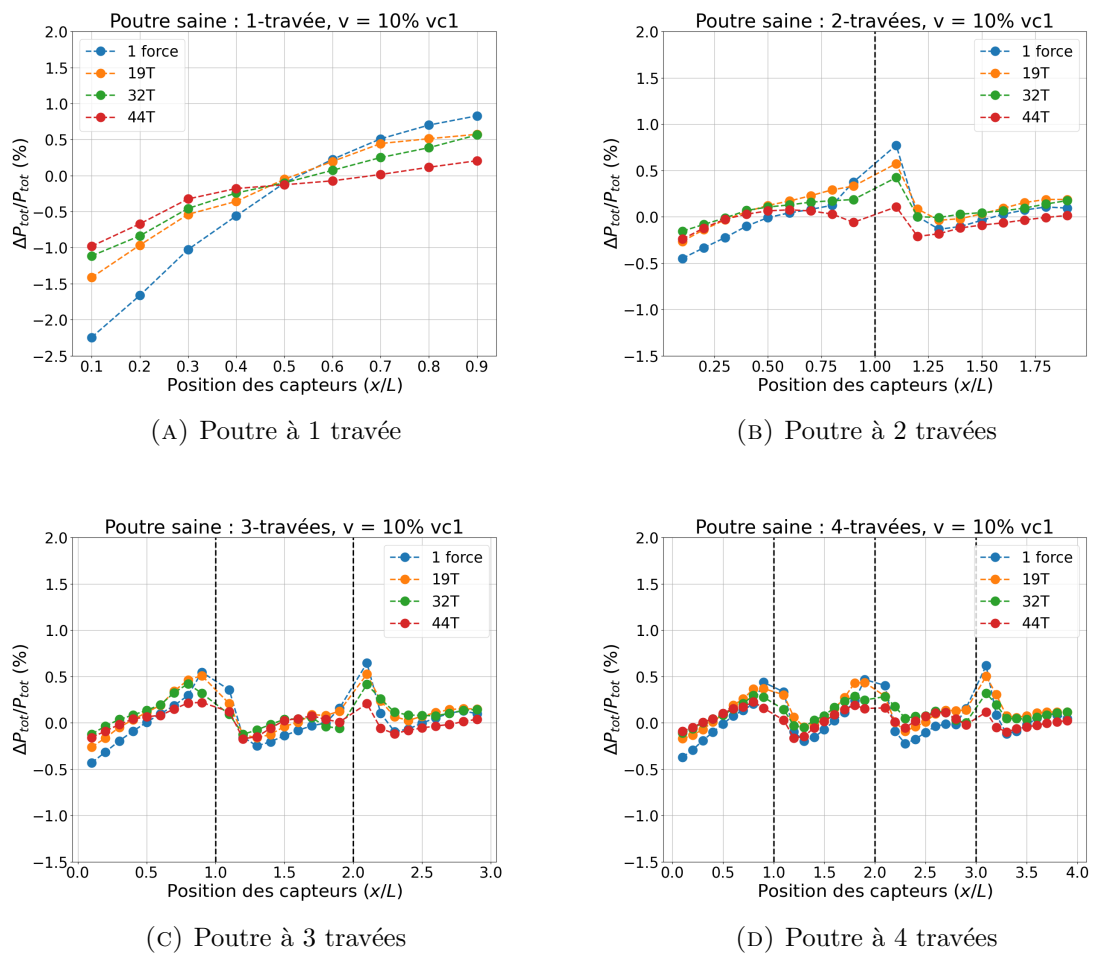 Poutre saine : 1-travée, v = 10% vc1
2.0
1.5
1.0
0.5
0.0
−0.5
−1.0
−1.5
−2.0
−2.5
ΔP_tot/P_tot (%)
1 force
19T
32T
44T
0.1 0.2 0.3 0.4 0.5 0.6 0.7 0.8 0.9
Position des capteurs (x/L)
(A) Poutre à 1 travée
Poutre saine : 2-travées, v = 10% vc1
2.0
1.5
1.0
0.5
0.0
−0.5
−1.0
−1.5
ΔP_tot/P_tot (%)
1 force
19T
32T
44T
0.25 0.50 0.75 1.00 1.25 1.50 1.75
Position des capteurs (x/L)
(B) Poutre à 2 travées
Poutre saine : 3-travées, v = 10% vc1
2.0
1.5
1.0
0.5
0.0
−0.5
−1.0
−1.5
ΔP_tot/P_tot (%)
1 force
19T
32T
44T
0.0 0.5 1.0 1.5 2.0 2.5 3.0
Position des capteurs (x/L)
(C) Poutre à 3 travées
Poutre saine : 4-travées, v = 10% vc1
2.0
1.5
1.0
0.5
0.0
−0.5
−1.0
−1.5
ΔP_tot/P_tot (%)
1 force
19T
32T
44T
0.0 0.5 1.0 1.5 2.0 2.5 3.0 3.5 4.0
Position des capteurs (x/L)
(D) Poutre à 4 travées